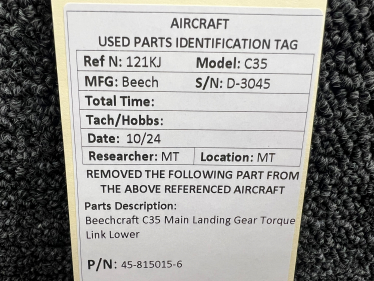 AIRCRAFT
USED PARTS IDENTIFICATION TAG
Ref N: 121KJ Model: C35
MFG: Beech S/N: D-3045
Total Time:
Tach/Hobbs:
Date: 10/24
Researcher: MT Location: MT
REMOVED THE FOLLOWING PART FROM
THE ABOVE REFERENCED AIRCRAFT
Parts Description:
Beechcraft C35 Main Landing Gear Torque
Link Lower
P/N: 45-815015-6